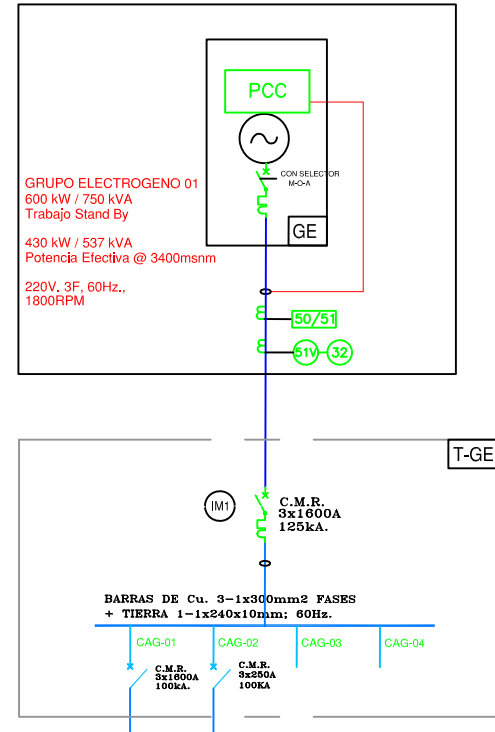 PCC
CON SELECTOR
M-O-A
GRUPO ELECTROGENO 01
600 kW / 750 kVA
Trabajo Stand By
430 kW / 537 kVA
Potencia Efectiva @ 3400msnm
220V. 3F, 60Hz.,
1800RPM
GE
50/51
51V
32
T-GE
IM1
C.M.R.
3x1600A
125kA.
BARRAS DE Cu. 3-1x300mm2 FASES
+ TIERRA 1-1x240x10mm; 60Hz.
CAG-01
CAG-02
CAG-03
CAG-04
C.M.R.
3x1600A
100kA.
C.M.R.
3x250A
100KA